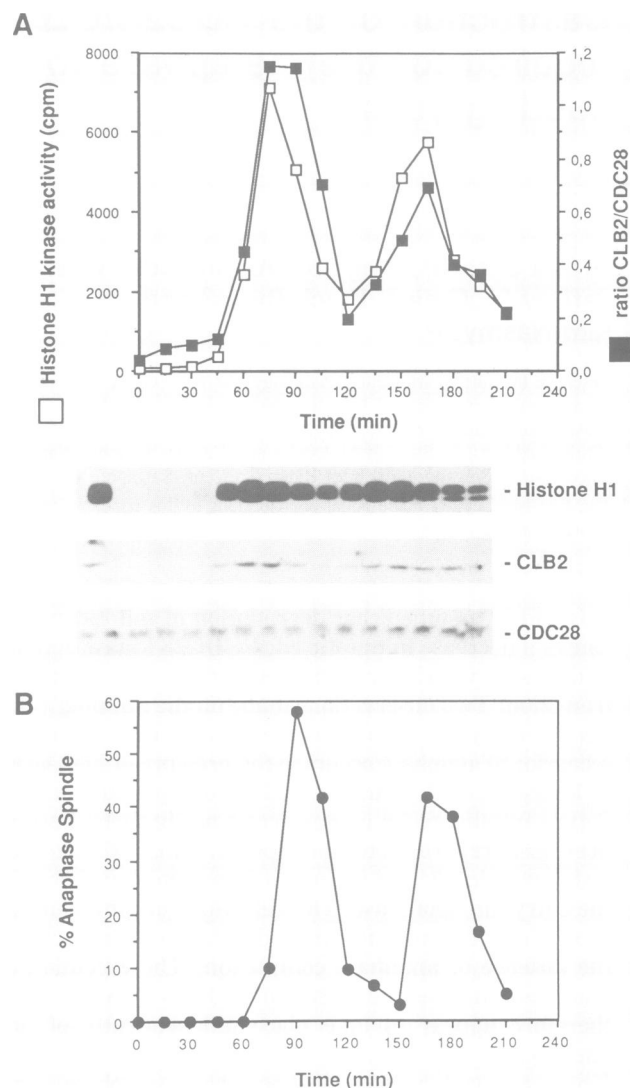 A
Histone H1 kinase activity (cpm)
8000
6000
4000
2000
0
1,2
1,0
0,8
0,6
0,4
0,2
0,0
ratio CLB2/CDC28
0 30 60 90 120 150 180 210 240
Time (min)
- Histone H1
- CLB2
- CDC28
B
% Anaphase Spindle
60
50
40
30
20
10
0
0 30 60 90 120 150 180 210 240
Time (min)